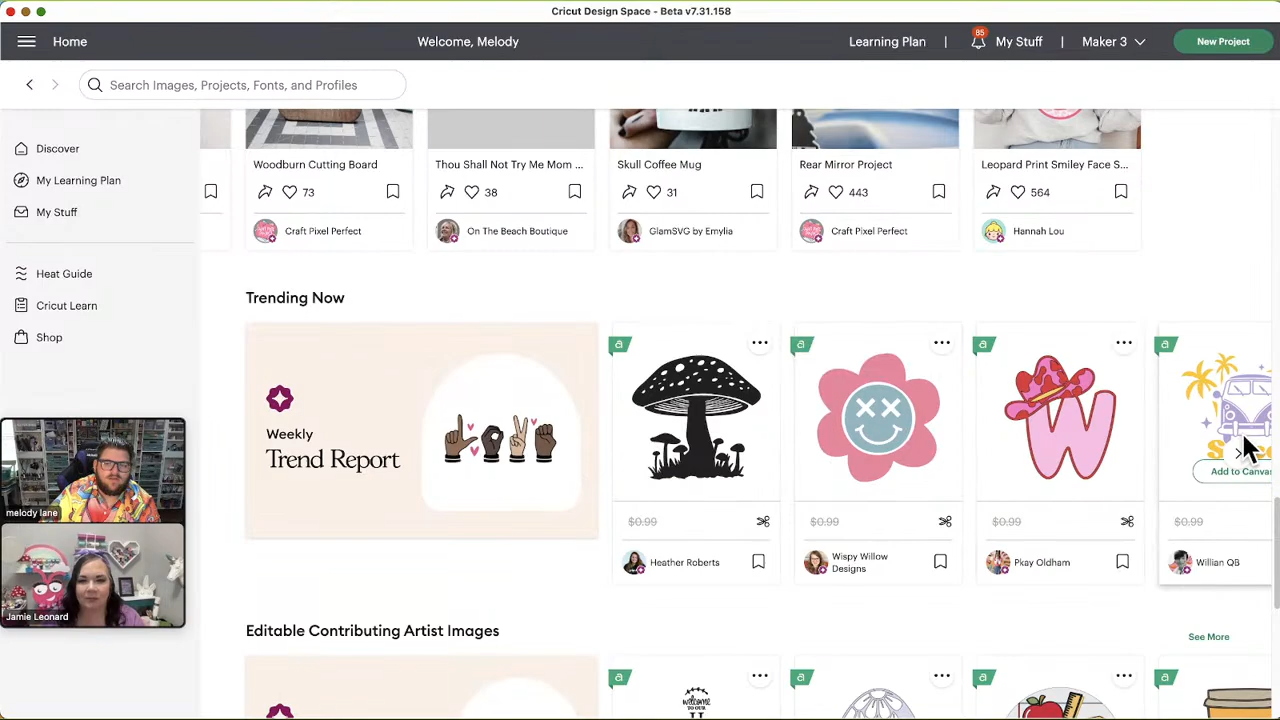 Cricut Design Space - Beta v7.31.158
Home
Welcome, Melody
Learning Plan
85
My Stuff
Maker 3
New Project
Search Images, Projects, Fonts, and Profiles
Discover
My Learning Plan
My Stuff
Heat Guide
Cricut Learn
Shop
Woodburn Cutting Board
Thou Shall Not Try Me Mom ...
Skull Coffee Mug
Rear Mirror Project
Leopard Print Smiley Face S...
73
38
31
443
564
Craft Pixel Perfect
On The Beach Boutique
GlamSVG by Emylia
Craft Pixel Perfect
Hannah Lou
Trending Now
Weekly
Trend Report
a
a
a
a
W
Add to Canvas
$0.99
$0.99
$0.99
$0.99
Heather Roberts
Wispy Willow
Designs
Pkay Oldham
Willian QB
Editable Contributing Artist Images
See More
a
a
a
a
welcome
to our
melody lane
Jamie Leonard